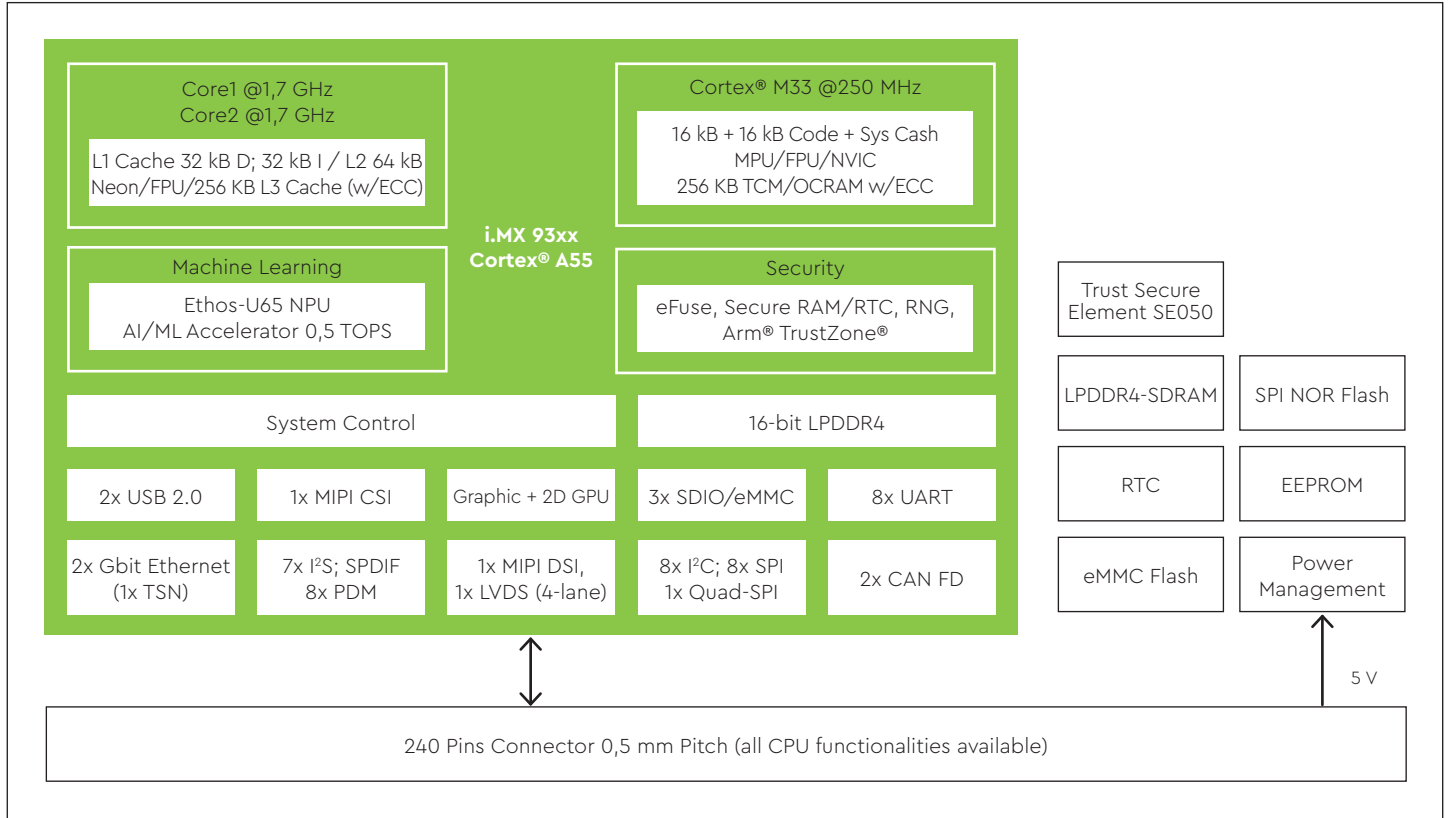 Core1 @1,7 GHz
Core2 @1,7 GHz
L1 Cache 32 kB D; 32 kB I / L2 64 kB
Neon/FPU/256 KB L3 Cache (w/ECC)
Cortex® M33 @250 MHz
16 kB + 16 kB Code + Sys Cash
MPU/FPU/NVIC
256 KB TCM/OCRAM w/ECC
i.MX 93xx
Cortex® A55
Machine Learning
Ethos-U65 NPU
AI/ML Accelerator 0,5 TOPS
Security
eFuse, Secure RAM/RTC, RNG,
Arm® TrustZone®
System Control
16-bit LPDDR4
2x USB 2.0
1x MIPI CSI
Graphic + 2D GPU
3x SDIO/eMMC
8x UART
2x Gbit Ethernet
(1x TSN)
7x I²S; SPDIF
8x PDM
1x MIPI DSI,
1x LVDS (4-lane)
8x I²C; 8x SPI
1x Quad-SPI
2x CAN FD
Trust Secure
Element SE050
LPDDR4-SDRAM
SPI NOR Flash
RTC
EEPROM
eMMC Flash
Power
Management
5 V
240 Pins Connector 0,5 mm Pitch (all CPU functionalities available)